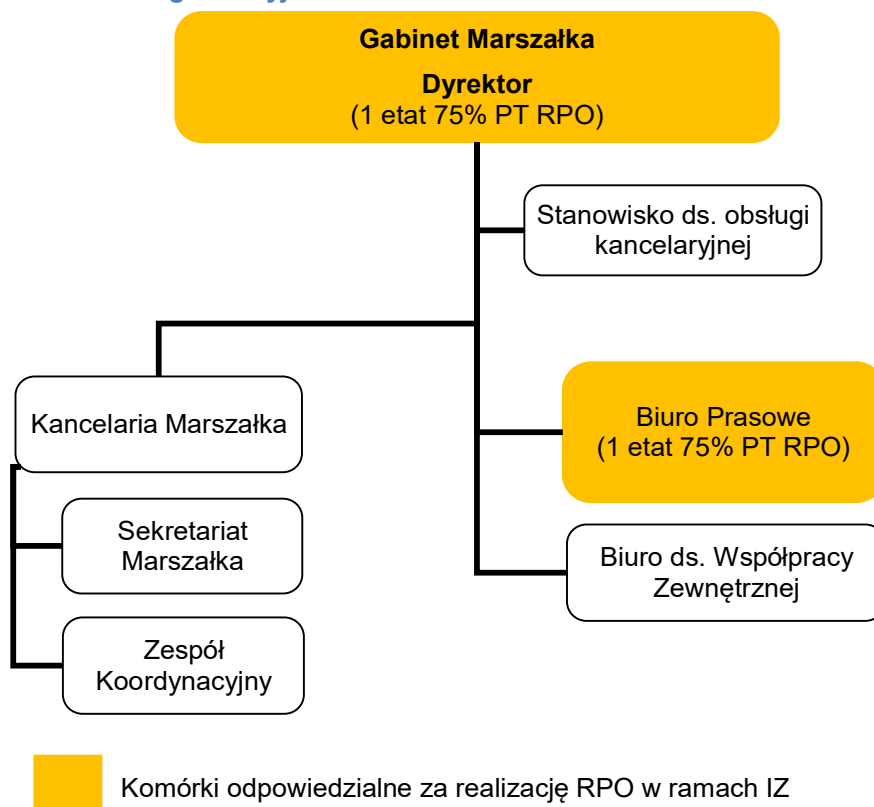 Gabinet Marszałka
Dyrektor
(1 etat 75% PT RPO)
Stanowisko ds. obsługi
kancelaryjnej
Kancelaria Marszałka
Biuro Prasowe
(1 etat 75% PT RPO)
Sekretariat
Marszałka
Biuro ds. Współpracy
Zewnętrznej
Zespół
Koordynacyjny
Komórki odpowiedzialne za realizację RPO w ramach IZ